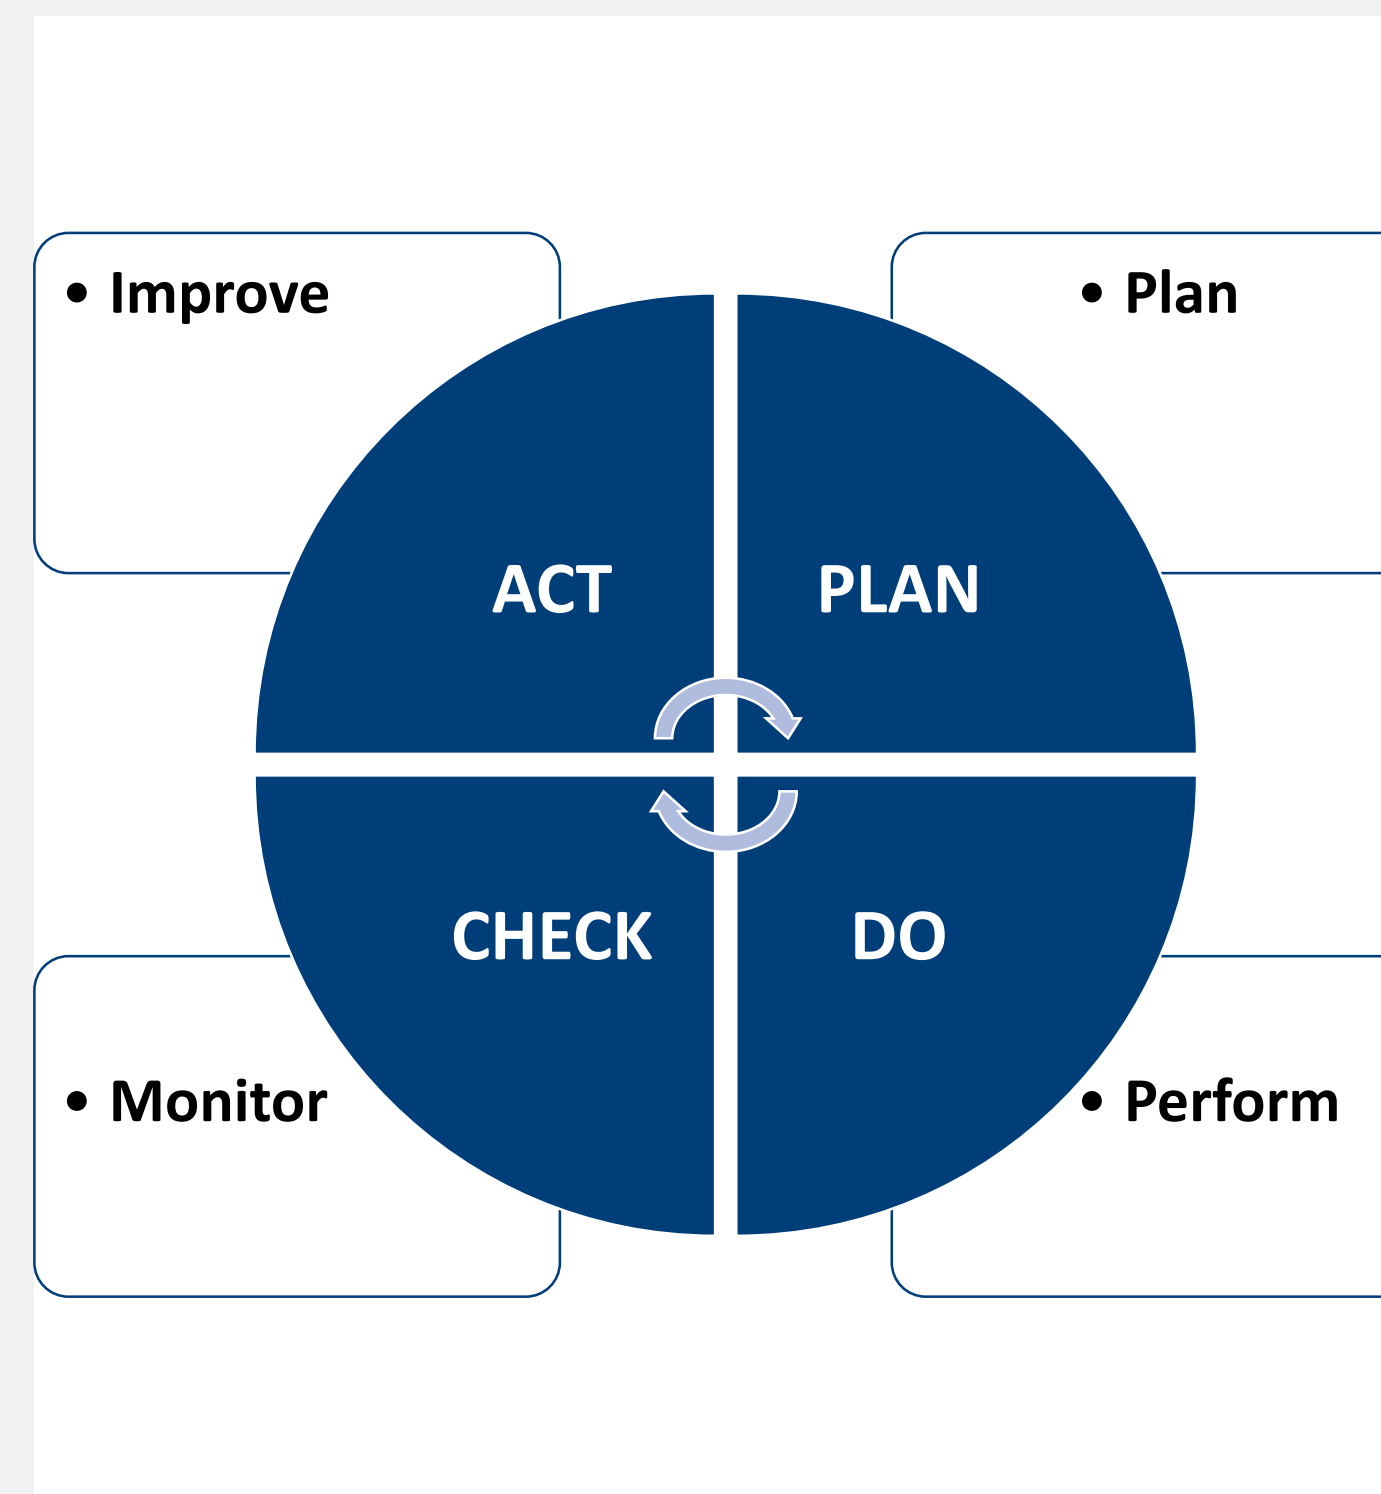 • Improve
• Plan
ACT
PLAN
CHECK
DO
• Monitor
• Perform